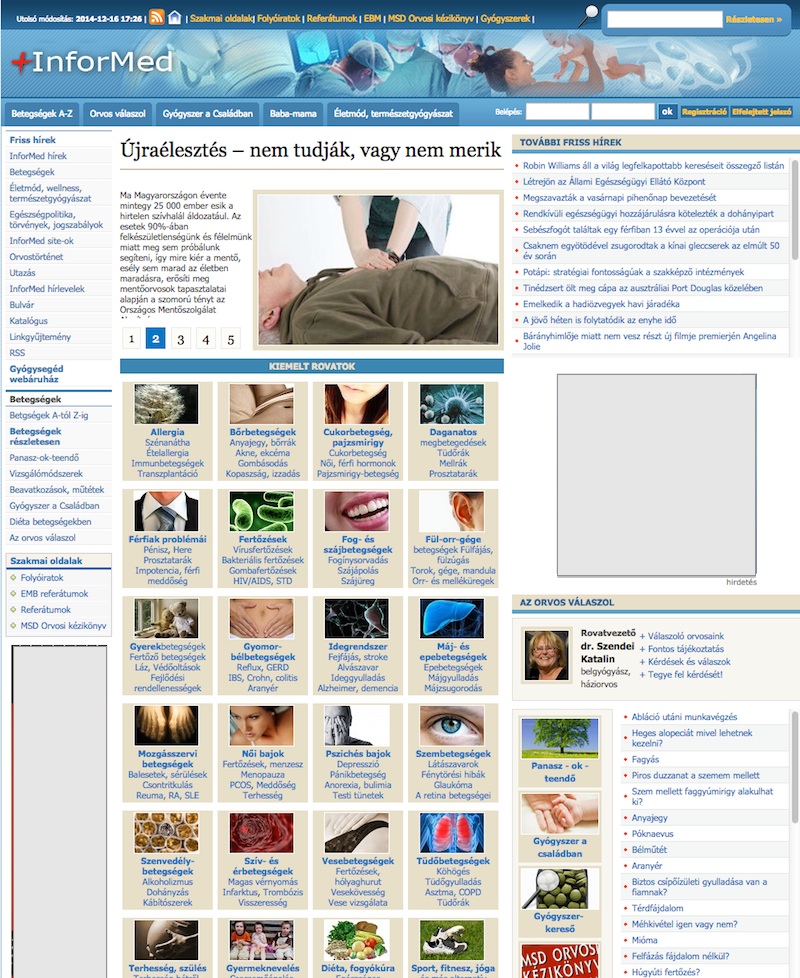 Utolsó módosítás: 2014-12-16 17:26 | | Szakmai oldalak| Folyóiratok | Referátumok | EBM | MSD Orvosi kézikönyv | Gyógyszerek |
Részletesen »
+InforMed
Betegségek A-Z
Orvos válaszol
Gyógyszer a Családban
Baba-mama
Életmód, természetgyógyászat
Belépés:
ok
Regisztráció
Elfelejtett jelszó
Friss hírek
InforMed hírek
Betegségek
Életmód, wellness,
természetgyógyászat
Egészségpolitika,
törvények, jogszabályok
InforMed site-ok
Orvostörténet
Utazás
InforMed hírlevelek
Bulvár
Katalógus
Linkgyűjtemény
RSS
Gyógysegéd
webáruház
Betegségek
Betgségek A-tól Z-ig
Betegségek
részletesen
Panasz-ok-teendő
Vizsgálómódszerek
Beavatkozások, műtétek
Gyógyszer a Családban
Diéta betegségekben
Az orvos válaszol
Szakmai oldalak
Folyóiratok
EMB referátumok
Referátumok
MSD Orvosi kézikönyv
Újraélesztés – nem tudják, vagy nem merik
Ma Magyarországon évente
mintegy 25 000 ember esik a
hirtelen szívhalál áldozatául. Az
esetek 90%-ában
felkészületlenségünk és félelmünk
miatt meg sem próbálunk
segíteni, így mire kiér a mentő,
esély sem marad az életben
maradásra, erősíti meg
mentőorvosok tapasztalatai
alapján a szomorú tényt az
Országos Mentőszolgálat
1 2 3 4 5
KIEMELT ROVATOK
Allergia
Szénanátha
Ételallergia
Immunbetegségek
Transzplantáció
Bőrbetegségek
Anyajegy, bőrrák
Akne, ekcéma
Gombásodás
Kopaszság, izzadás
Cukorbetegség,
pajzsmirigy
Cukorbetegség
Női, férfi hormonok
Pajzsmirigy-betegség
Daganatos
megbetegedések
Tüdőrák
Mellrák
Prosztatarák
Férfiak problémái
Pénisz, Here
Prosztatarák
Impotencia, férfi
meddőség
Fertőzések
Vírusfertőzések
Bakteriális fertőzések
Gombafertőzések
HIV/AIDS, STD
Fog- és
szájbetegségek
Fogínysorvadás
Szájápolás
Szájüreg
Fül-orr-gége
betegségek Fülfájás,
fülzúgás
Torok, gége, mandula
Orr- és melléküregek
Gyerekbetegségek
Fertőző betegségek
Láz, Védőoltások
Fejlődési
rendellenességek
Gyomor-
bélbetegségek
Reflux, GERD
IBS, Crohn, colitis
Aranyér
Idegrendszer
Fejfájás, stroke
Alvászavar
Ideggyulladás
Alzheimer, demencia
Máj- és
epebetegségek
Epebetegségek
Májgyulladás
Májzsugorodás
Mozgásszervi
betegségek
Balesetek, sérülések
Csontritkulás
Reuma, RA, SLE
Női bajok
Fertőzések, menzesz
Menopauza
PCOS, Meddőség
Terhesség
Pszichés bajok
Depresszió
Pánikbetegség
Anorexia, bulimia
Testi tünetek
Szembetegségek
Látászavarok
Fénytörési hibák
Glaukóma
A retina betegségei
Szenvedély-
betegségek
Alkoholizmus
Dohányzás
Kábítószerek
Szív- és
érbetegségek
Magas vérnyomás
Infarktus, Trombózis
Visszeresség
Vesebetegségek
Fertőzések,
hólyaghurut
Vesekövesség
Vese vizsgálata
Tüdőbetegségek
Köhögés
Tüdőgyulladás
Asztma, COPD
Tüdőrák
Terhesség, szülés
Gyermeknevelés
Diéta, fogyókúra
Sport, fitnesz, jóga
TOVÁBBI FRISS HÍREK
Robin Williams áll a világ legfelkapottabb kereséseit összegző listán
Létrejön az Állami Egészségügyi Ellátó Központ
Megszavazták a vasárnapi pihenőnap bevezetését
Rendkívüli egészségügyi hozzájárulásra kötelezték a dohányipart
Sebészfogót találtak egy férfiban 13 évvel az operációja után
Csaknem egyötödével zsugorodtak a kínai gleccserek az elmúlt 50
év során
Potápi: stratégiai fontosságúak a szakképző intézmények
Tinédzsert ölt meg cápa az ausztráliai Port Douglas közelében
Emelkedik a hadiözvegyek havi járadéka
A jövő héten is folytatódik az enyhe idő
Bárányhimlője miatt nem vesz részt új filmje premierjén Angelina
Jolie
hirdetés
AZ ORVOS VÁLASZOL
Rovatvezető
dr. Szendei
Katalin
belgyógyász,
háziorvos
+ Válaszoló orvosaink
+ Fontos tájékoztatás
+ Kérdések és válaszok
+ Tegye fel kérdését!
Panasz - ok -
teendő
Gyógyszer a
családban
Gyógyszer-
kereső
MSD ORVOSI
KÉZIKÖNYV
Abláció utáni munkavégzés
Heges alopeciát mivel lehetnek
kezelni?
Fagyás
Piros duzzanat a szemem mellett
Szem mellett faggyúmirigy alakulhat
ki?
Anyajegy
Póknaevus
Bélműtét
Aranyér
Biztos csípőízületi gyulladása van a
fiamnak?
Térdfájdalom
Méhkivétel igen vagy nem?
Mióma
Felfázás fájdalom nélkül?
Húgyúti fertőzés?